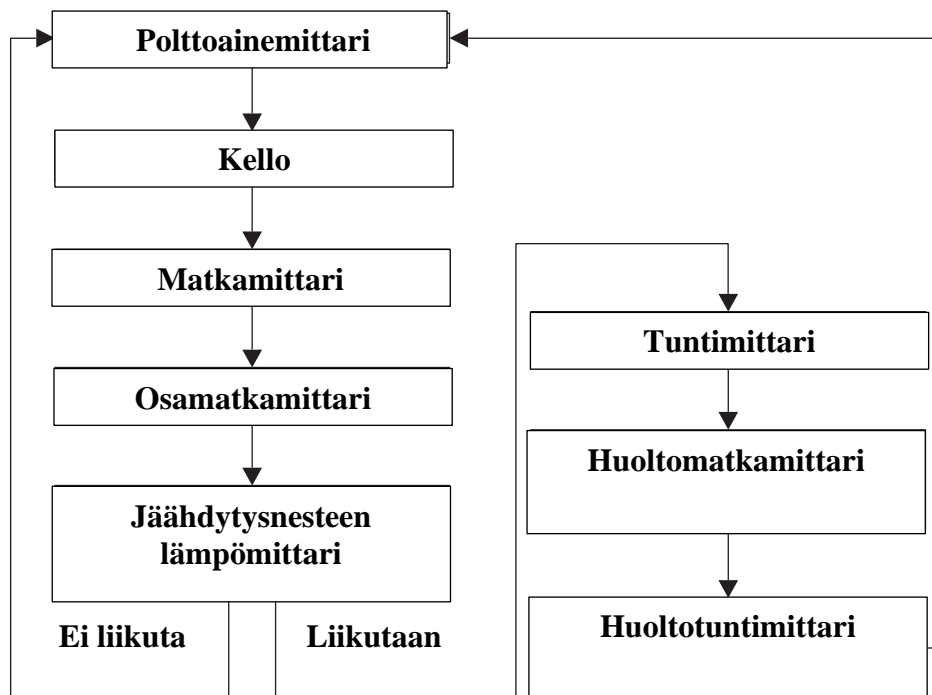 Polttoainemittari
Kello
Matkamittari
Osamatkamittari
Jäähdytysnesteen
lämpömittari
Ei liikuta
Liikutaan
Tuntimittari
Huoltomatkamittari
Huoltotuntimittari